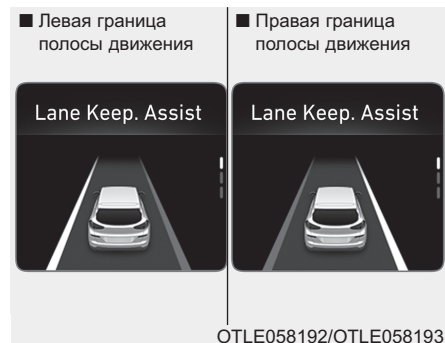 ■ Левая граница
полосы движения
■ Правая граница
полосы движения
Lane Keep. Assist
Lane Keep. Assist
OTLE058192/OTLE058193